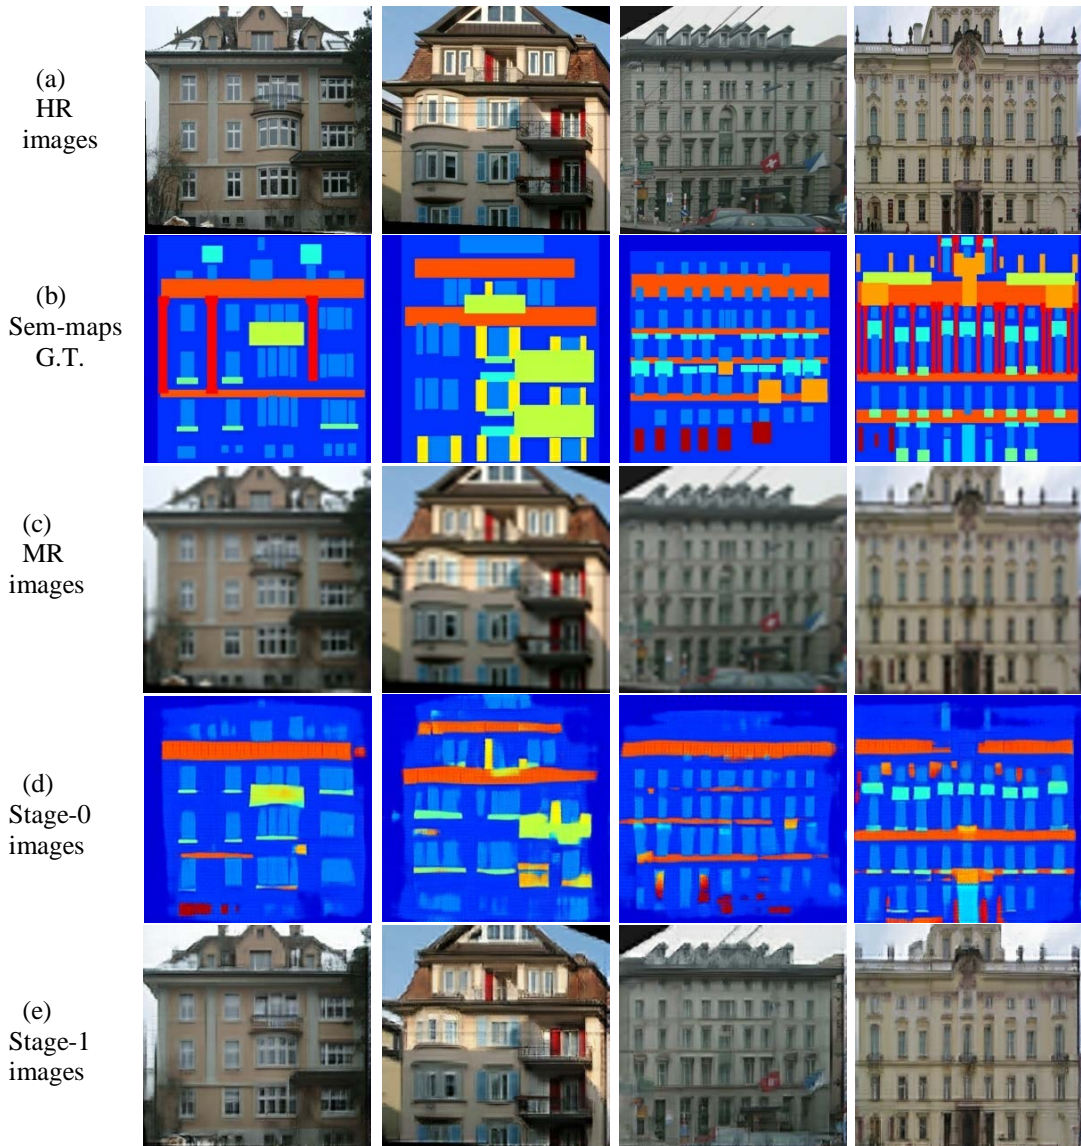 (a)
HR
images
(b)
Sem-maps
G.T.
(c)
MR
images
(d)
Stage-0
images
(e)
Stage-1
images